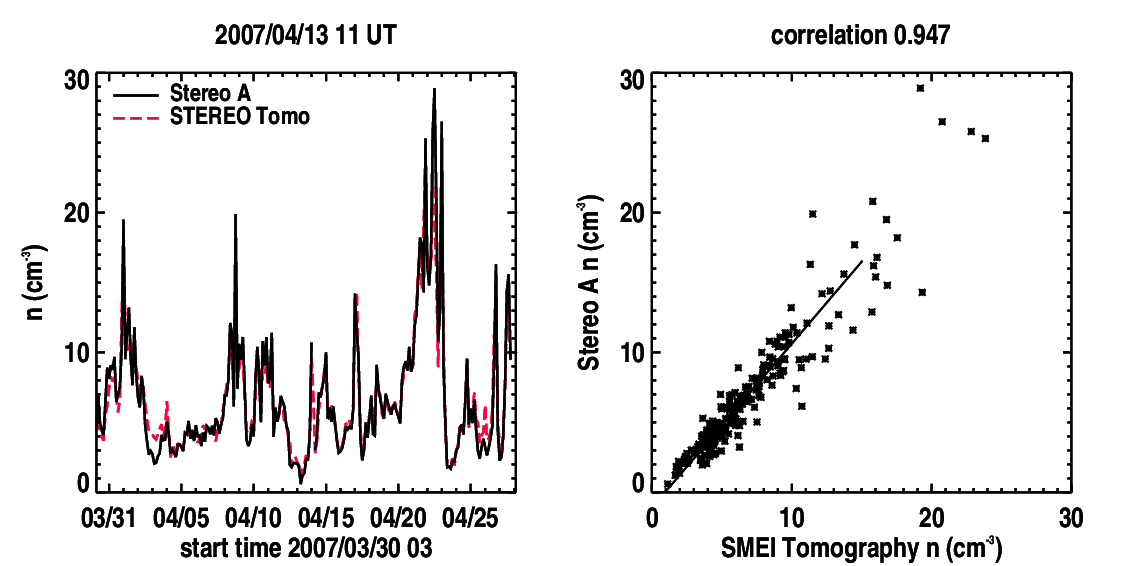 2007/04/13 11 UT
30
20
10
0
n (cm⁻³)
Stereo A
STEREO Tomo
03/31 04/05 04/10 04/15 04/20 04/25
start time 2007/03/30 03
correlation 0.947
30
20
10
0
Stereo A n (cm⁻³)
0 10 20 30
SMEI Tomography n (cm⁻³)